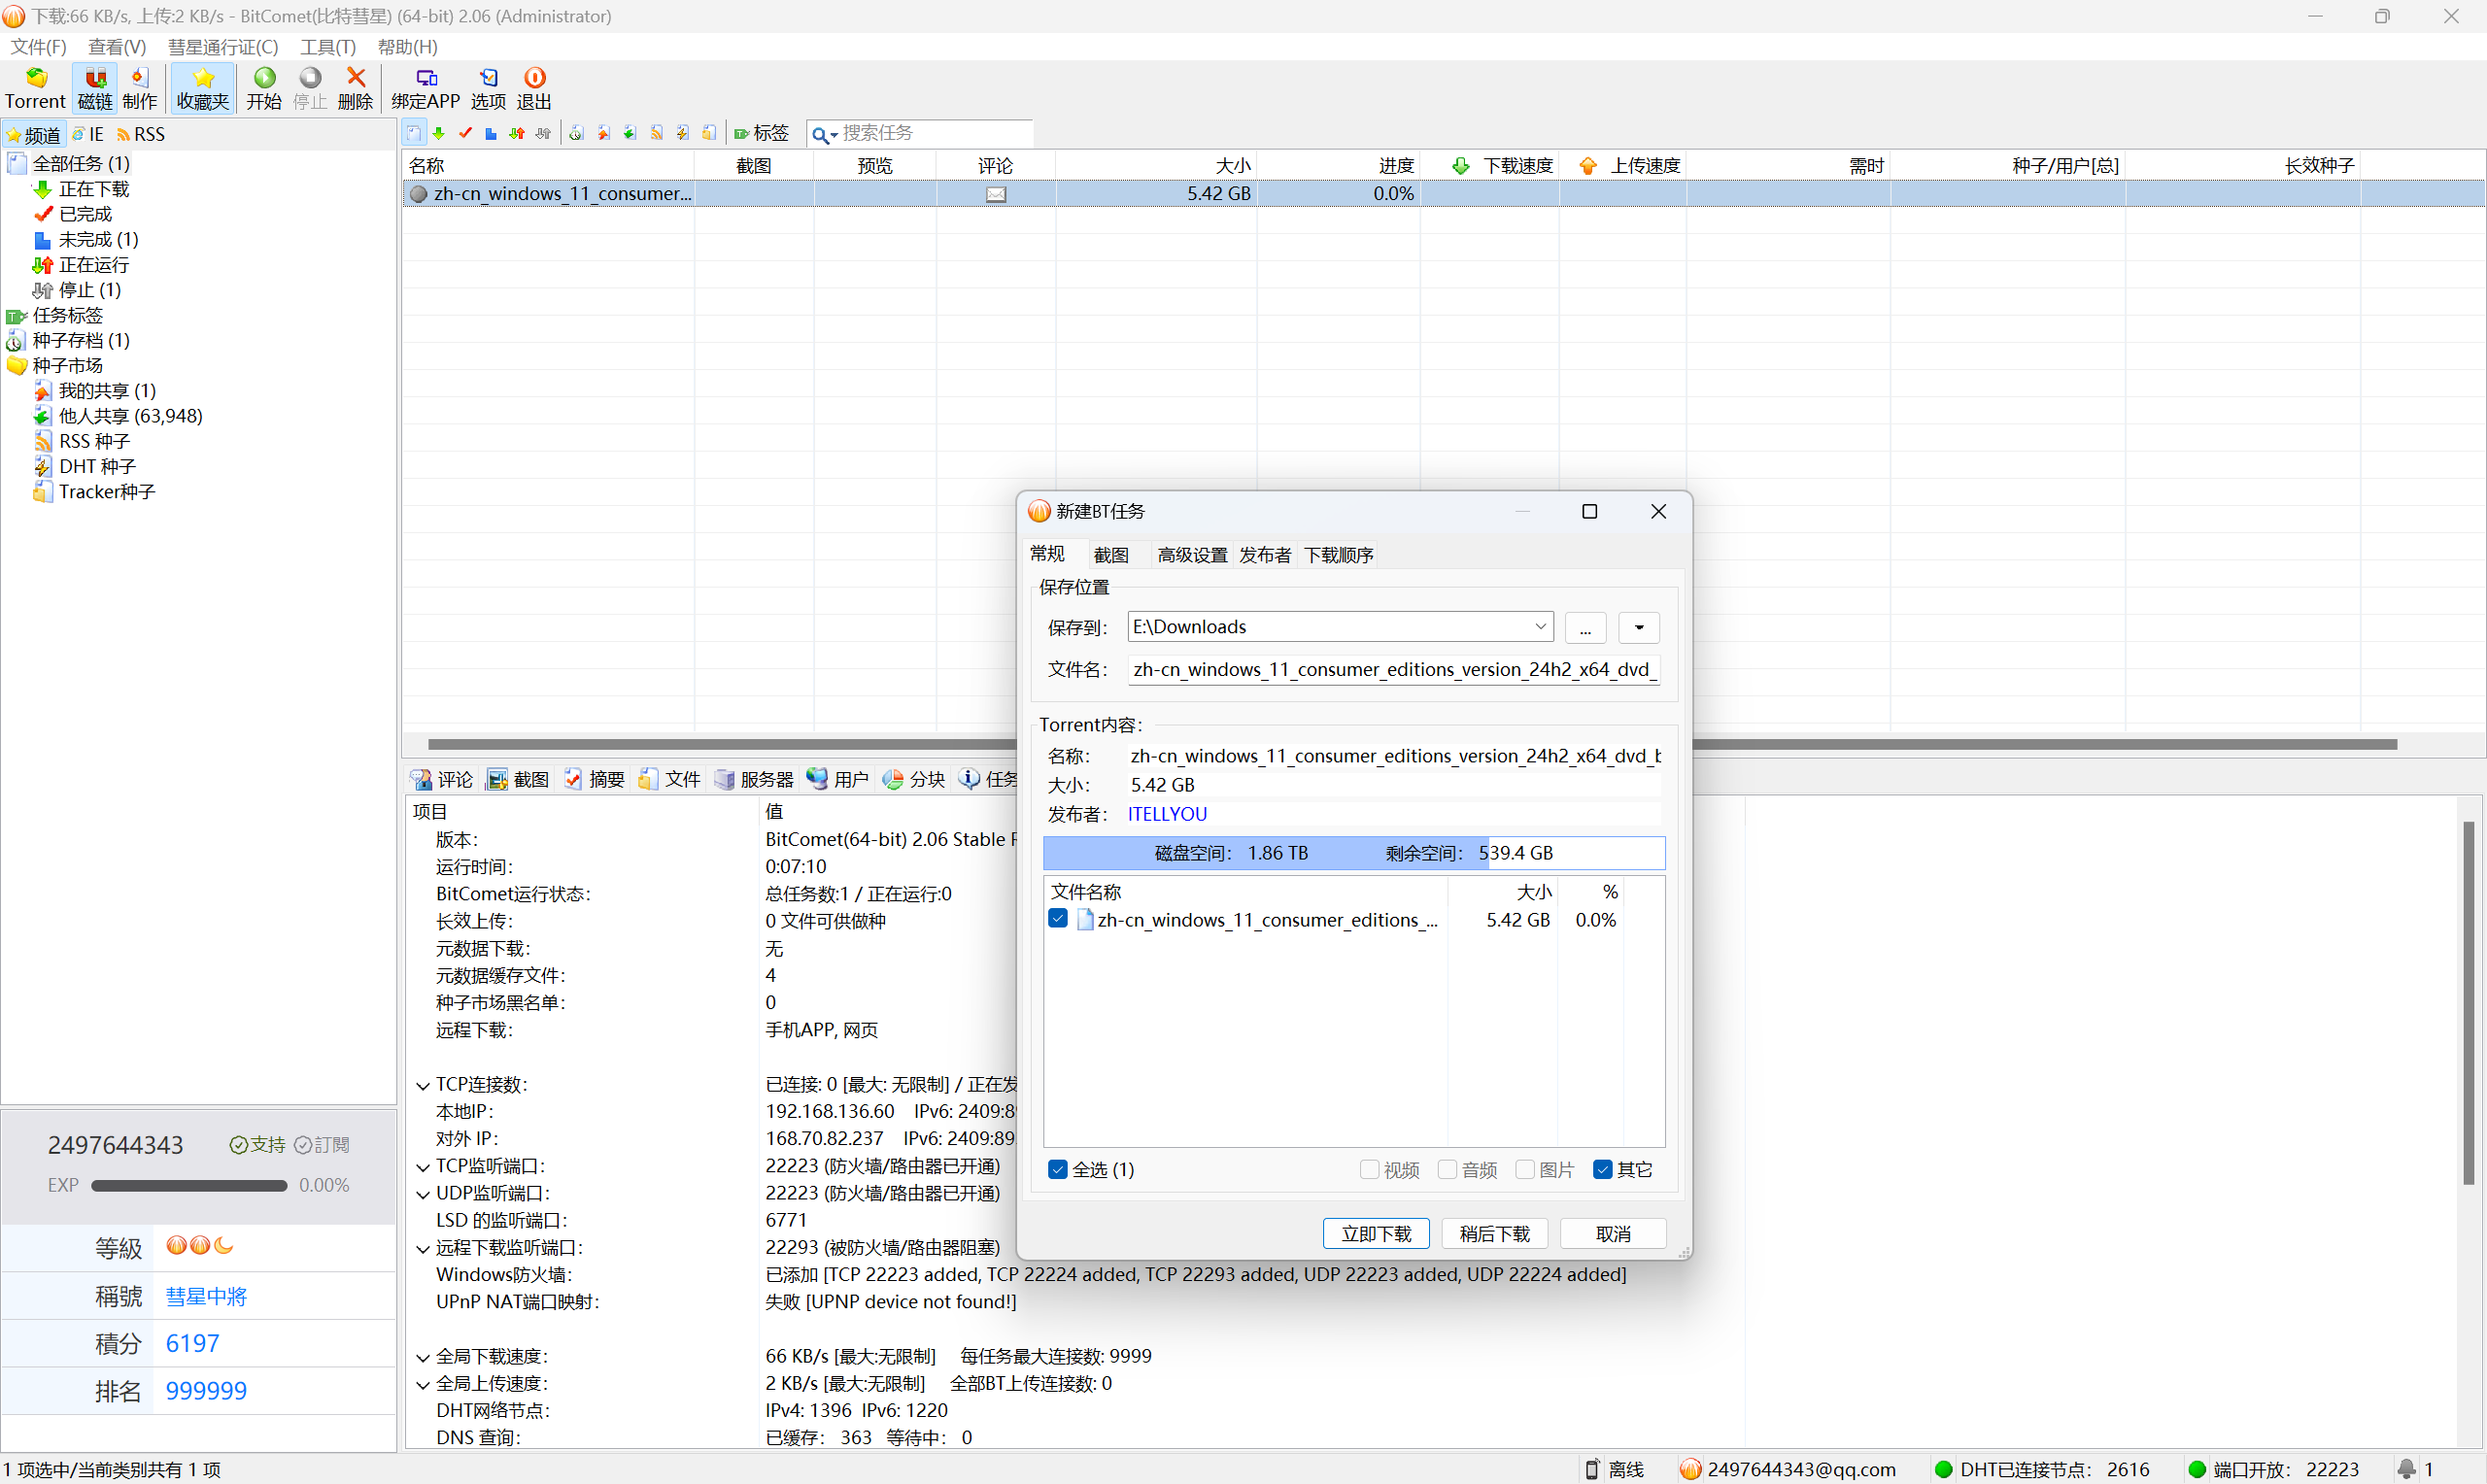 下载:66 KB/s, 上传:2 KB/s - BitComet(比特彗星) (64-bit) 2.06 (Administrator)
文件(F) 查看(V) 彗星通行证(C) 工具(T) 帮助(H)
Torrent 磁链 制作 收藏夹 开始 停止 删除 绑定APP 选项 退出
频道 IE RSS
标签 搜索任务
全部任务 (1)
正在下载
已完成
未完成 (1)
正在运行
停止 (1)
任务标签
种子存档 (1)
种子市场
我的共享 (1)
他人共享 (63,948)
RSS 种子
DHT 种子
Tracker种子
名称 截图 预览 评论 大小 进度 下载速度 上传速度 需时 种子/用户[总] 长效种子
zh-cn_windows_11_consumer... 5.42 GB 0.0%
新建BT任务
常规 截图 高级设置 发布者 下载顺序
保存位置
保存到: E:\Downloads ...
文件名: zh-cn_windows_11_consumer_editions_version_24h2_x64_dvd_
Torrent内容:
名称: zh-cn_windows_11_consumer_editions_version_24h2_x64_dvd_b
大小: 5.42 GB
发布者: ITELLYOU
磁盘空间: 1.86 TB 剩余空间: 539.4 GB
文件名称 大小 %
zh-cn_windows_11_consumer_editions_... 5.42 GB 0.0%
全选 (1) 视频 音频 图片 其它
立即下载 稍后下载 取消
评论 截图 摘要 文件 服务器 用户 分块 任务
项目 值
版本: BitComet(64-bit) 2.06 Stable
运行时间: 0:07:10
BitComet运行状态: 总任务数:1 / 正在运行:0
长效上传: 0 文件可供做种
元数据下载: 无
元数据缓存文件: 4
种子市场黑名单: 0
远程下载: 手机APP, 网页
TCP连接数: 已连接: 0 [最大: 无限制] / 正在发
本地IP: 192.168.136.60 IPv6: 2409:89
对外 IP: 168.70.82.237 IPv6: 2409:89
TCP监听端口: 22223 (防火墙/路由器已开通)
UDP监听端口: 22223 (防火墙/路由器已开通)
LSD 的监听端口: 6771
远程下载监听端口: 22293 (被防火墙/路由器阻塞)
Windows防火墙: 已添加 [TCP 22223 added, TCP 22224 added, TCP 22293 added, UDP 22223 added, UDP 22224 added]
UPnP NAT端口映射: 失败 [UPNP device not found!]
全局下载速度: 66 KB/s [最大:无限制] 每任务最大连接数: 9999
全局上传速度: 2 KB/s [最大:无限制] 全部BT上传连接数: 0
DHT网络节点: IPv4: 1396 IPv6: 1220
DNS 查询: 已缓存: 363 等待中: 0
2497644343 支持 訂閱
EXP 0.00%
等級
稱號 彗星中將
積分 6197
排名 999999
1 项选中/当前类别共有 1 项
离线 2497644343@qq.com DHT已连接节点: 2616 端口开放: 22223 1